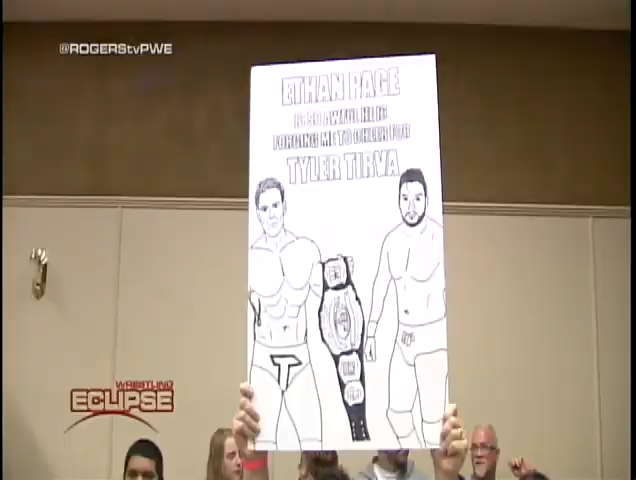 @ROGERStvPWE
ETHAN PAGE
IS SO AWFUL HE IS
FORCING ME TO CHEER FOR
TYLER TIRVA
T
WRESTLING
ECLIPSE